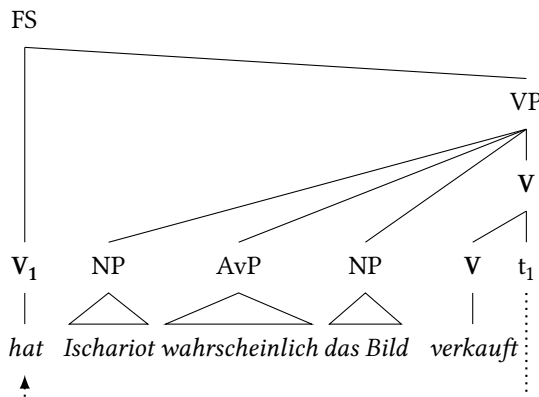 FS
VP
V
V₁ NP AvP NP V t₁
hat Ischariot wahrscheinlich das Bild verkauft